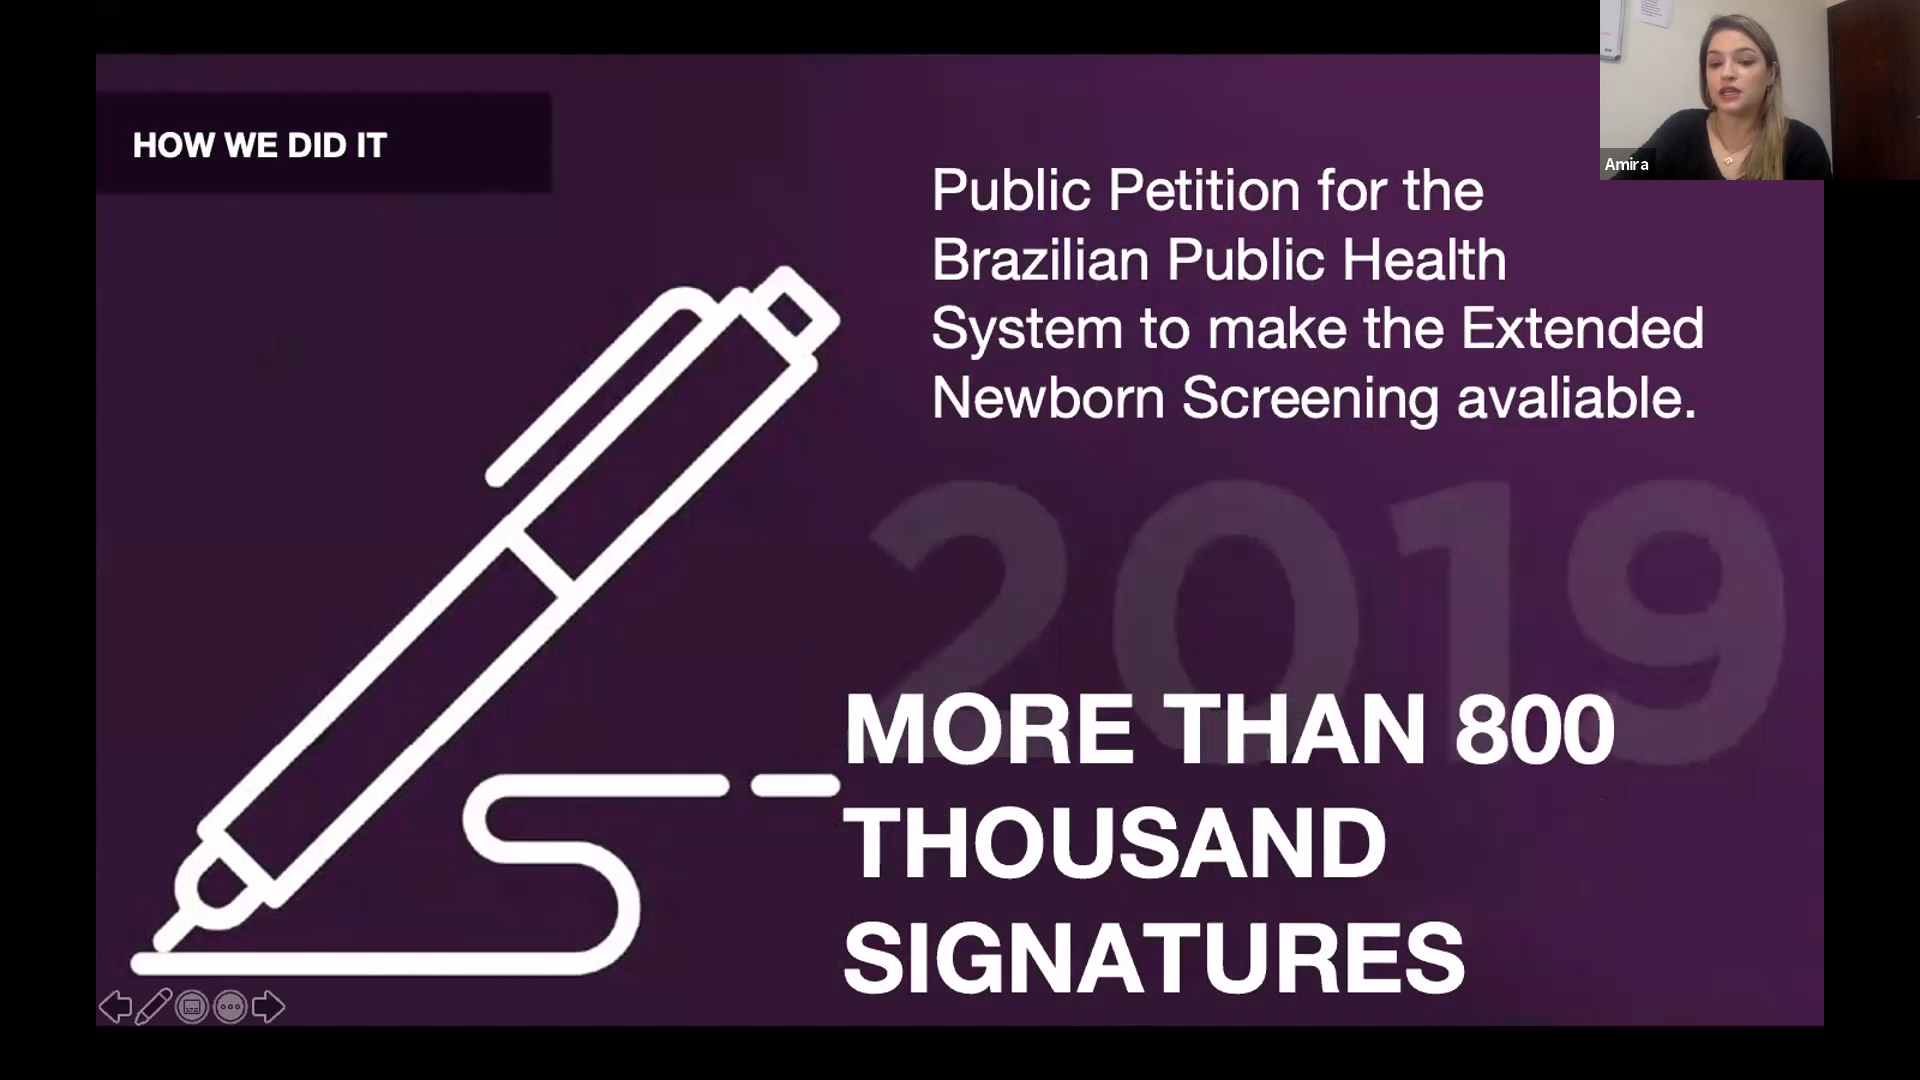 HOW WE DID IT
Public Petition for the
Brazilian Public Health
System to make the Extended
Newborn Screening avaliable.
2019
MORE THAN 800
THOUSAND
SIGNATURES
Amira